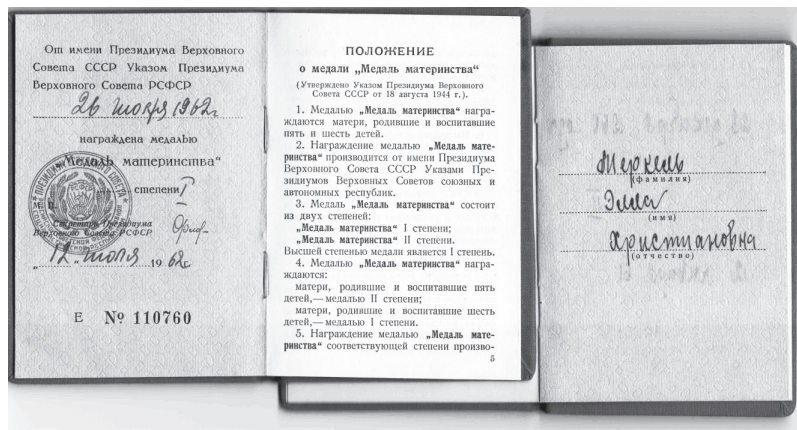 От имени Президиума Верховного
Совета СССР Указом Президиума
Верховного Совета РСФСР
26 1962г.
награждена медалью
„Медаль материнства“
степени I
М. П.
Секретарь Президиума
Верховного Совета РСФСР
„12“ июля 1962г.
Е № 110760
ПОЛОЖЕНИЕ
о медали „Медаль материнства“
(Утверждено Указом Президиума Верховного
Совета СССР от 18 августа 1944 г.).
1. Медалью „Медаль материнства“ награ-
ждаются матери, родившие и воспитавшие
пять и шесть детей.
2. Награждение медалью „Медаль мате-
ринства“ производится от имени Президиума
Верховного Совета СССР Указами Пре-
зидиумов Верховных Советов союзных и
автономных республик.
3. Медаль „Медаль материнства“ состоит
из двух степеней:
„Медаль материнства“ I степени;
„Медаль материнства“ II степени.
Высшей степенью медали является I степень.
4. Медалью „Медаль материнства“ награ-
ждаются:
матери, родившие и воспитавшие пять
детей,— медалью II степени;
матери, родившие и воспитавшие шесть
детей,— медалью I степени.
5. Награждение медалью „Медаль мате-
ринства“ соответствующей степени произво-
5
Меркель
(фамилия)
Элла
(имя)
Христиановна
(отчество)